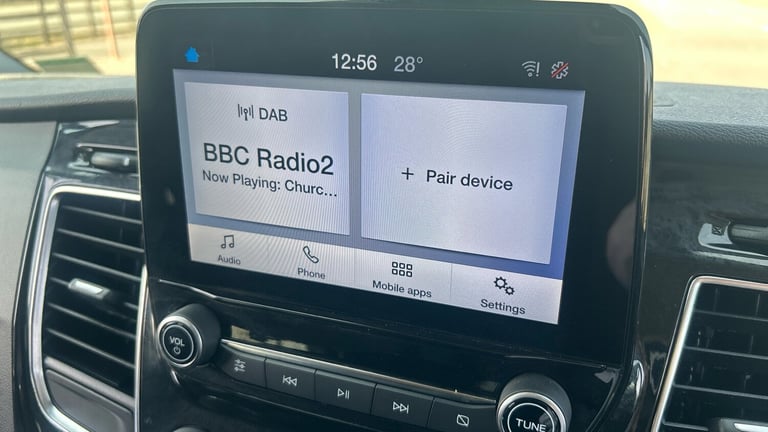 12:56 28°
DAB
BBC Radio2
Now Playing: Churc...
+ Pair device
Audio
Phone
Mobile apps
Settings
VOL
TUNE